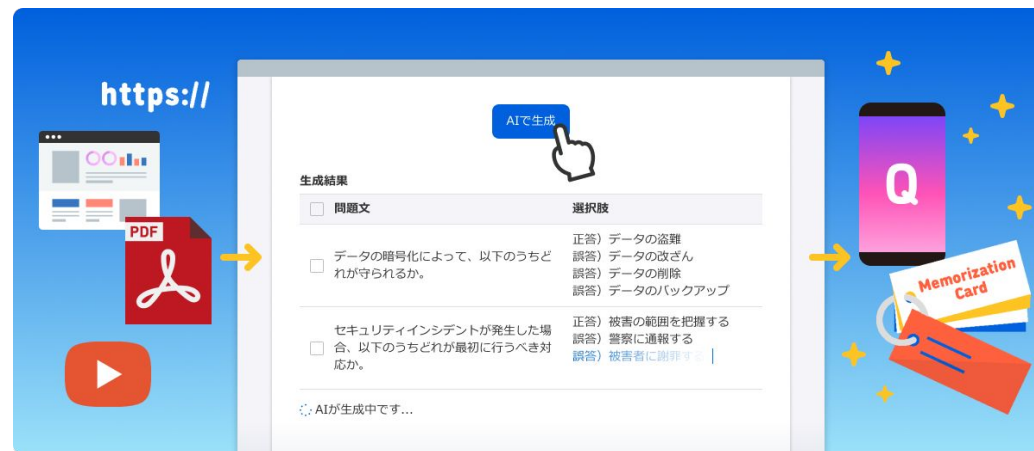 https://
PDF
AIで生成
生成結果
問題文
選択肢
データの暗号化によって、以下のうちど
れが守られるか。
正答）データの盗難
誤答）データの改ざん
誤答）データの削除
誤答）データのバックアップ
セキュリティインシデントが発生した場
合、以下のうちどれが最初に行うべき対
応か。
正答）被害の範囲を把握する
誤答）警察に通報する
誤答）被害者に謝罪する
AIが生成中です...
Q
Memorization
Card